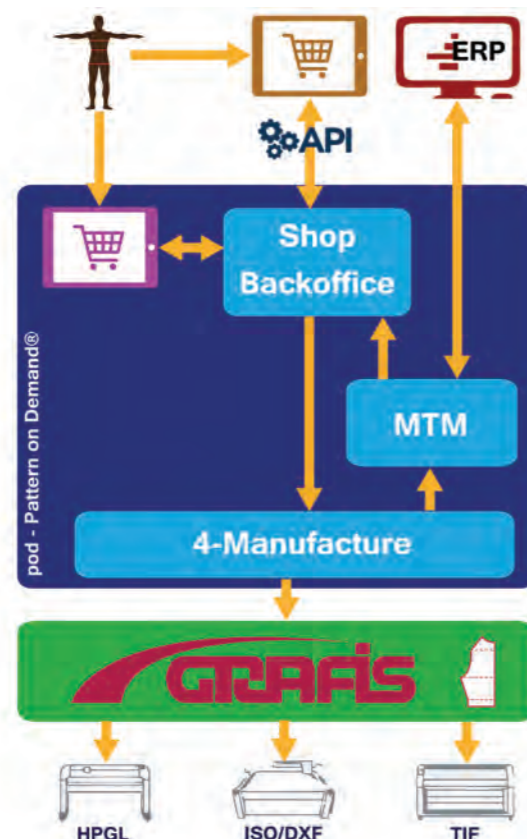 ERP
API
Shop
Backoffice
MTM
pod - Pattern on Demand®
4-Manufacture
GRAFIS
HPGL
ISO/DXF
TIF